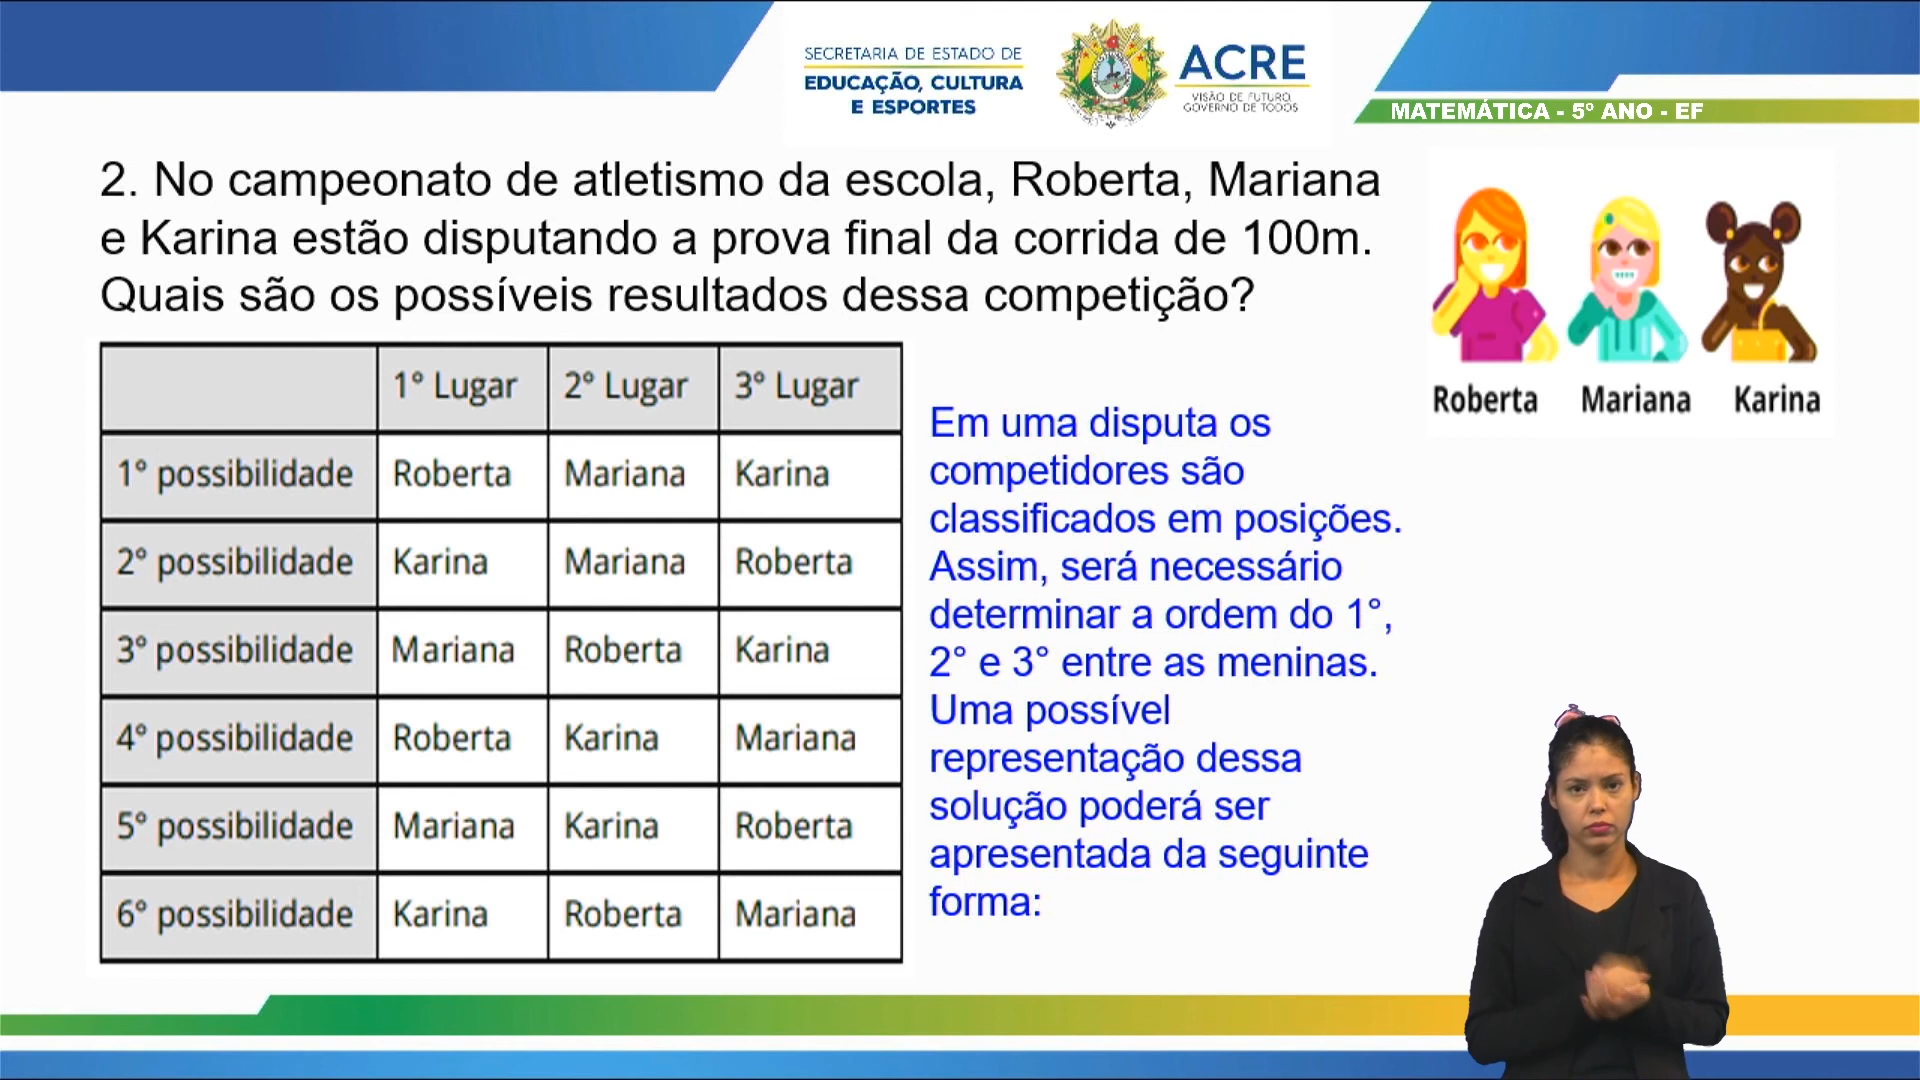 SECRETARIA DE ESTADO DE
EDUCAÇÃO, CULTURA
E ESPORTES
ACRE
VISÃO DE FUTURO,
GOVERNO DE TODOS
MATEMÁTICA - 5º ANO - EF
2. No campeonato de atletismo da escola, Roberta, Mariana
e Karina estão disputando a prova final da corrida de 100m.
Quais são os possíveis resultados dessa competição?
Roberta Mariana Karina
1° Lugar 2° Lugar 3° Lugar
1° possibilidade Roberta Mariana Karina
2° possibilidade Karina Mariana Roberta
3° possibilidade Mariana Roberta Karina
4° possibilidade Roberta Karina Mariana
5° possibilidade Mariana Karina Roberta
6° possibilidade Karina Roberta Mariana
Em uma disputa os
competidores são
classificados em posições.
Assim, será necessário
determinar a ordem do 1°,
2° e 3° entre as meninas.
Uma possível
representação dessa
solução poderá ser
apresentada da seguinte
forma: